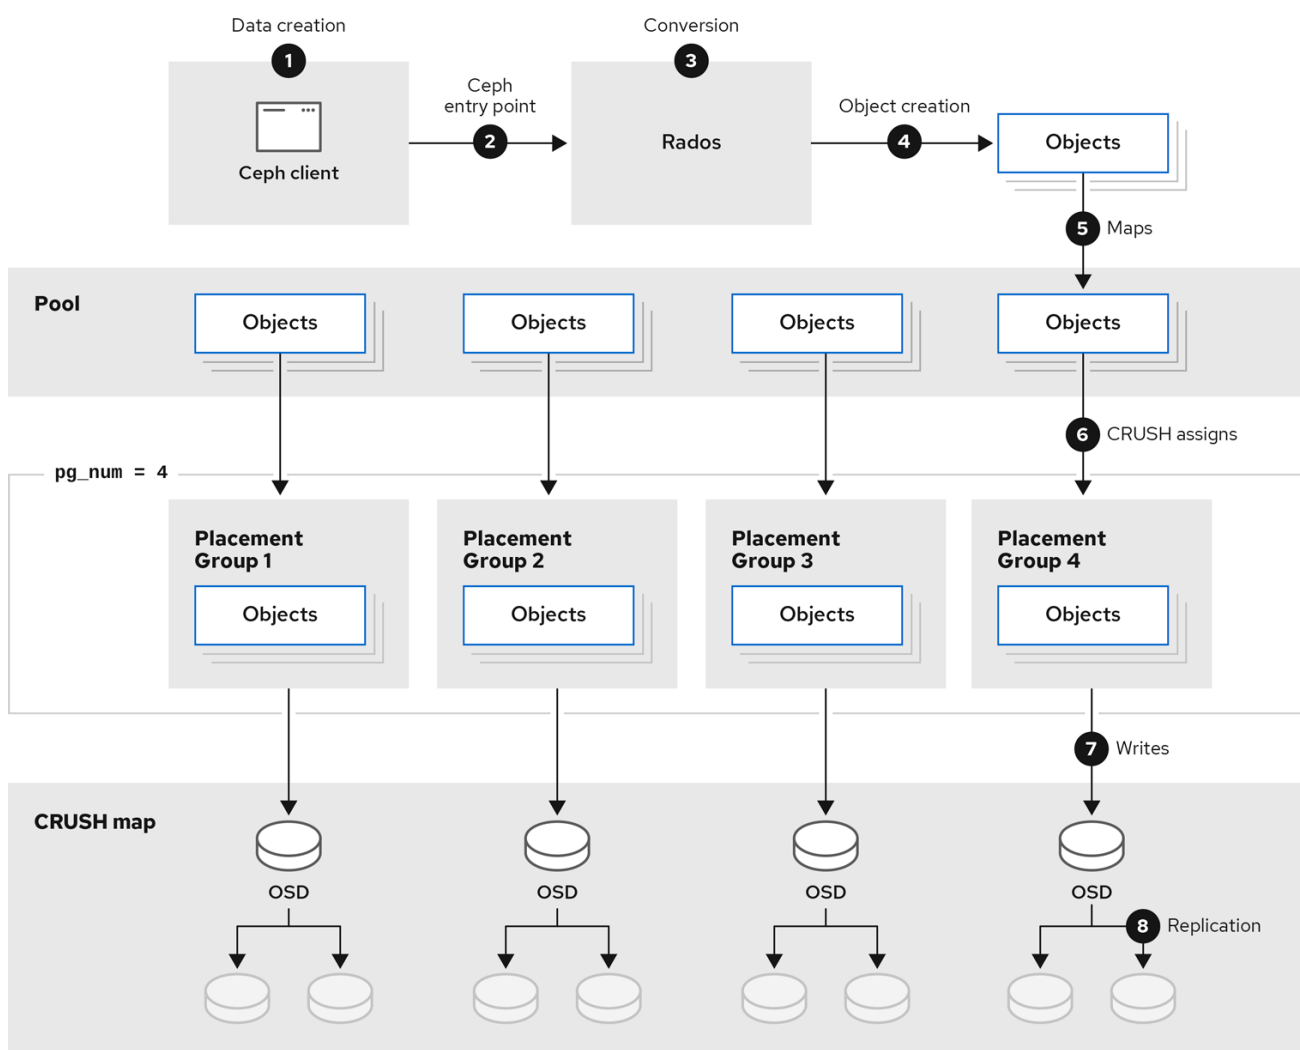 Data creation
1
Ceph client
Ceph
entry point
2
Conversion
3
Rados
Object creation
4
Objects
5 Maps
Pool
Objects
Objects
Objects
Objects
6 CRUSH assigns
pg_num = 4
Placement
Group 1
Objects
Placement
Group 2
Objects
Placement
Group 3
Objects
Placement
Group 4
Objects
7 Writes
CRUSH map
OSD
OSD
OSD
OSD
8 Replication